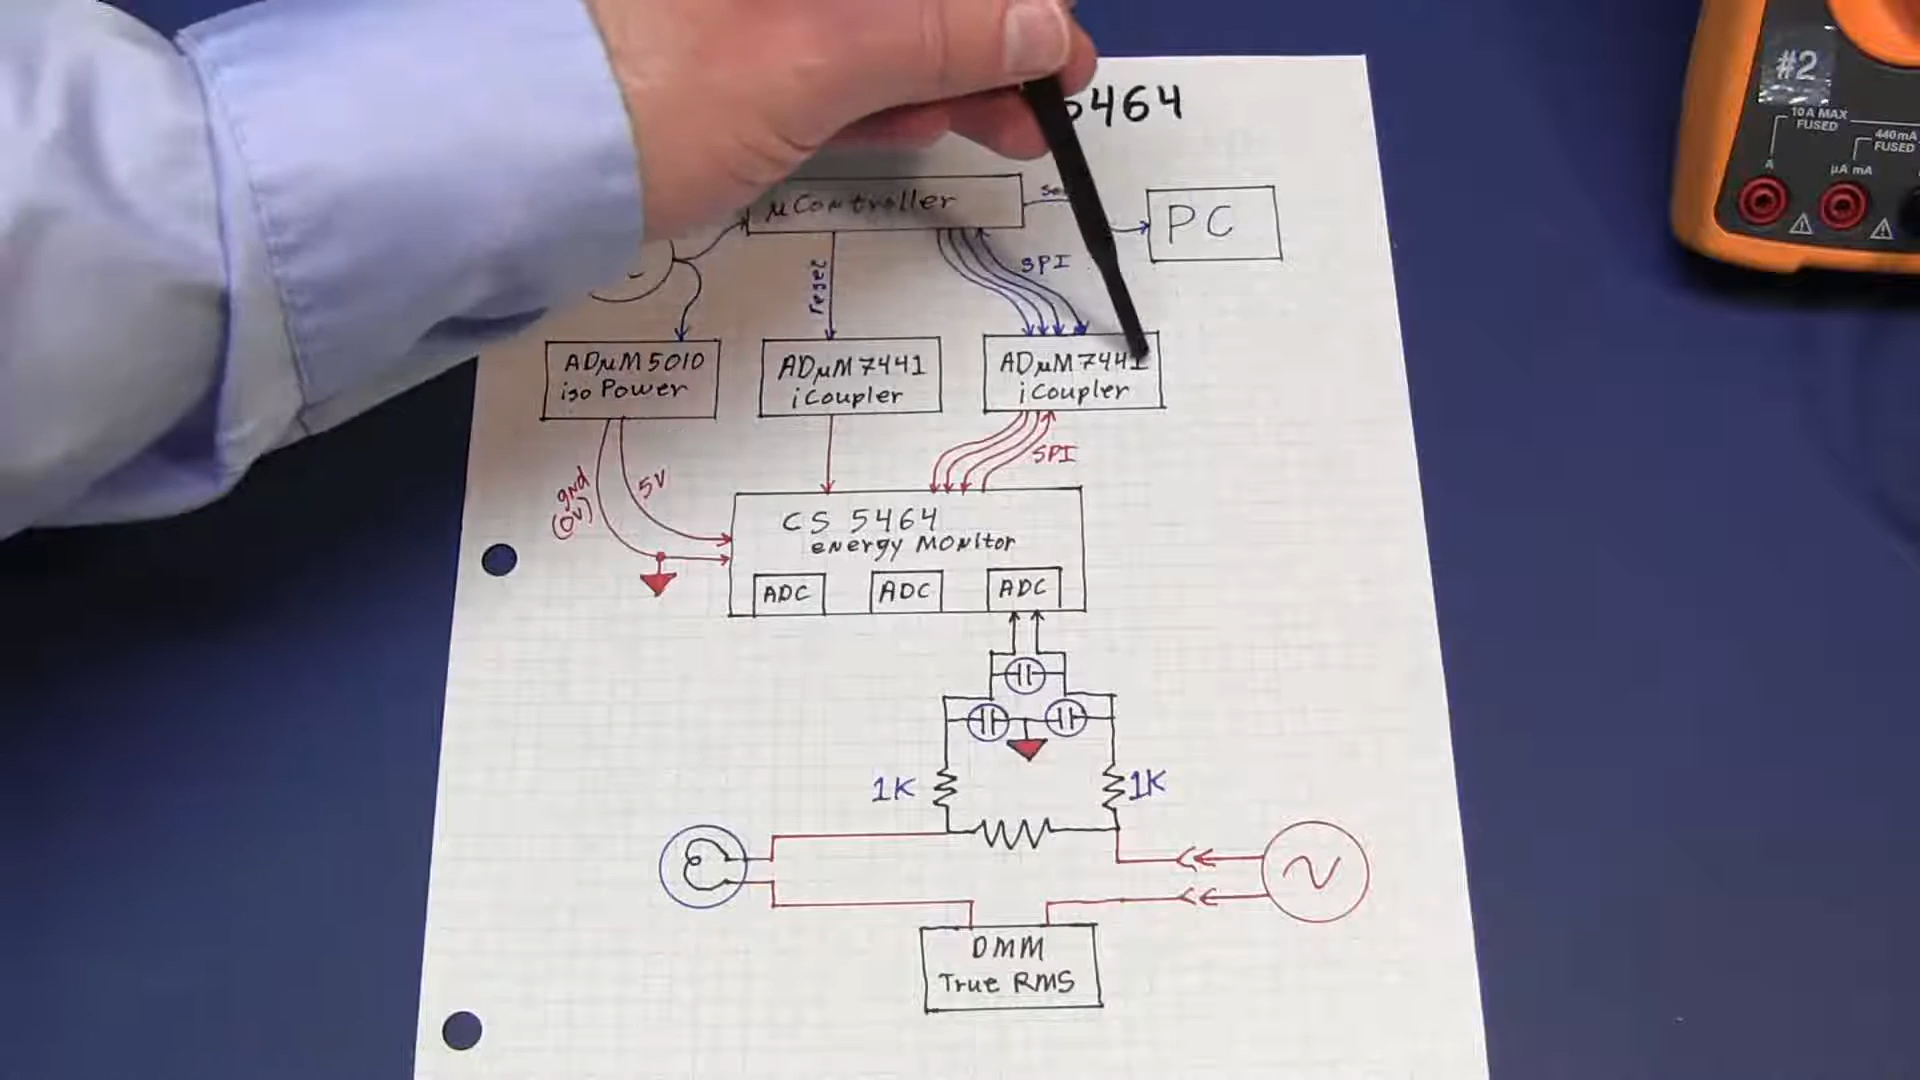 5464
µController
PC
reset
SPI
ADµM5010
iso Power
ADµM7441
iCoupler
ADµM7441
iCoupler
gnd
(0V)
5V
SPI
CS 5464
energy Monitor
ADC
ADC
ADC
1K
1K
DMM
True RMS
#2
10A MAX
FUSED
440mA
FUSED
A
µA mA